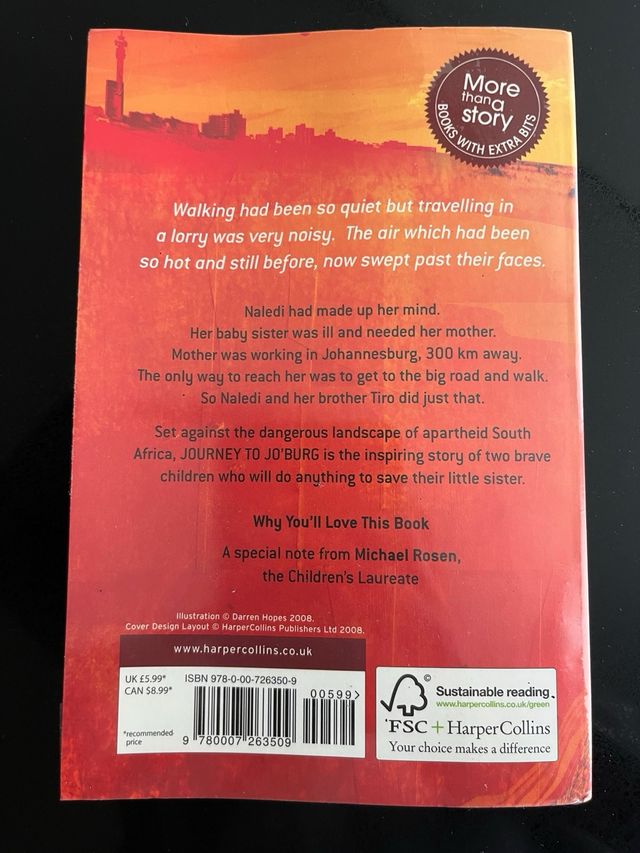 More
than a
story
BOOKS WITH EXTRA BITS
Walking had been so quiet but travelling in
a lorry was very noisy. The air which had been
so hot and still before, now swept past their faces.
Naledi had made up her mind.
Her baby sister was ill and needed her mother.
Mother was working in Johannesburg, 300 km away.
The only way to reach her was to get to the big road and walk.
So Naledi and her brother Tiro did just that.
Set against the dangerous landscape of apartheid South
Africa, JOURNEY TO JO'BURG is the inspiring story of two brave
children who will do anything to save their little sister.
Why You'll Love This Book
A special note from Michael Rosen,
the Children's Laureate
Illustration © Darren Hopes 2008.
Cover Design Layout © HarperCollins Publishers Ltd 2008.
www.harpercollins.co.uk
UK £5.99*
CAN $8.99*
ISBN 978-0-00-726350-9
00599>
*recommended
price
9 780007 263509
©
Sustainable reading.
www.harpercollins.co.uk/green
FSC + HarperCollins
Your choice makes a difference